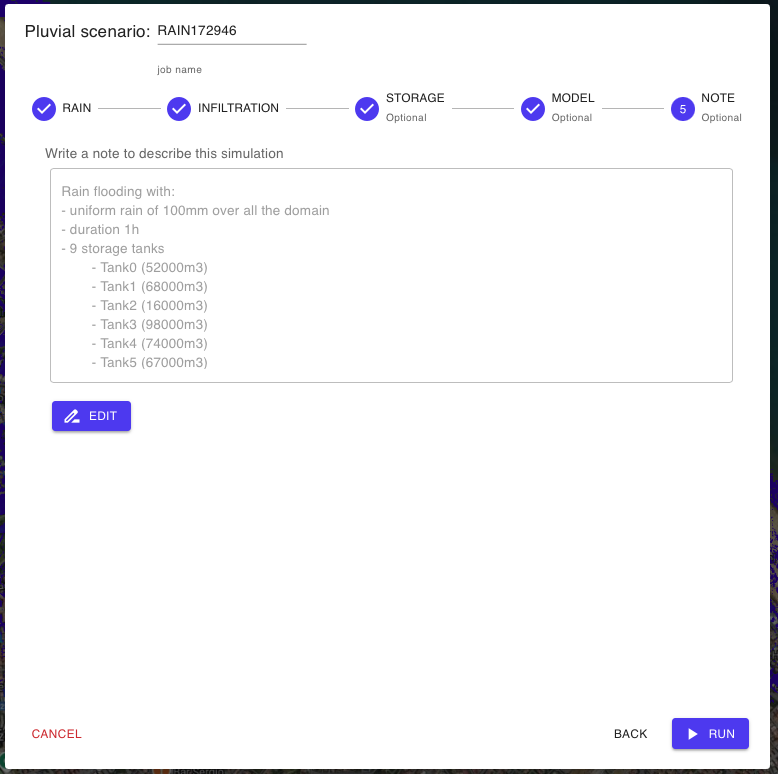 Pluvial scenario: RAIN172946
job name
RAIN
INFILTRATION
STORAGE
Optional
MODEL
Optional
5
NOTE
Optional
Write a note to describe this simulation
Rain flooding with:
- uniform rain of 100mm over all the domain
- duration 1h
- 9 storage tanks
- Tank0 (52000m3)
- Tank1 (68000m3)
- Tank2 (16000m3)
- Tank3 (98000m3)
- Tank4 (74000m3)
- Tank5 (67000m3)
EDIT
CANCEL
BACK
RUN